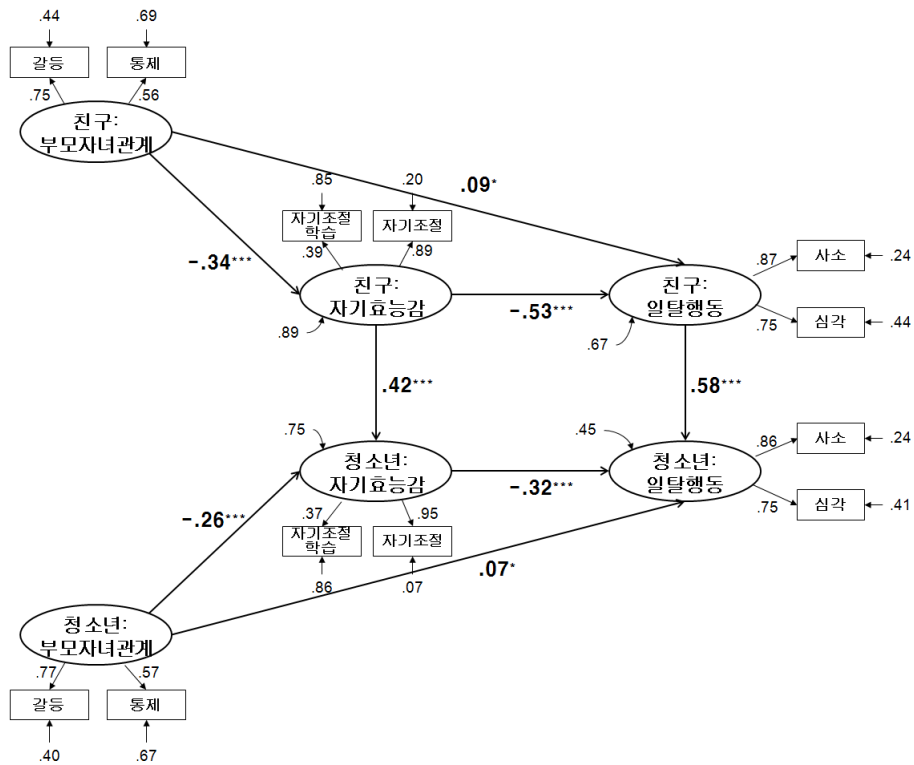 .44
.69
갈등
통제
.75
.56
친구:
부모자녀관계
.09*
.85
.20
자기조절
학습
자기조절
.39
.89
-.34***
친구:
자기효능감
.89
-.53***
친구:
일탈행동
.67
.87
사소
.24
.75
심각
.44
.42***
.58***
.75
청소년:
자기효능감
-.32***
.45
청소년:
일탈행동
.86
사소
.24
.75
심각
.41
-.26***
.37
.95
자기조절
학습
자기조절
.86
.07
.07*
청소년:
부모자녀관계
.77
.57
갈등
통제
.40
.67